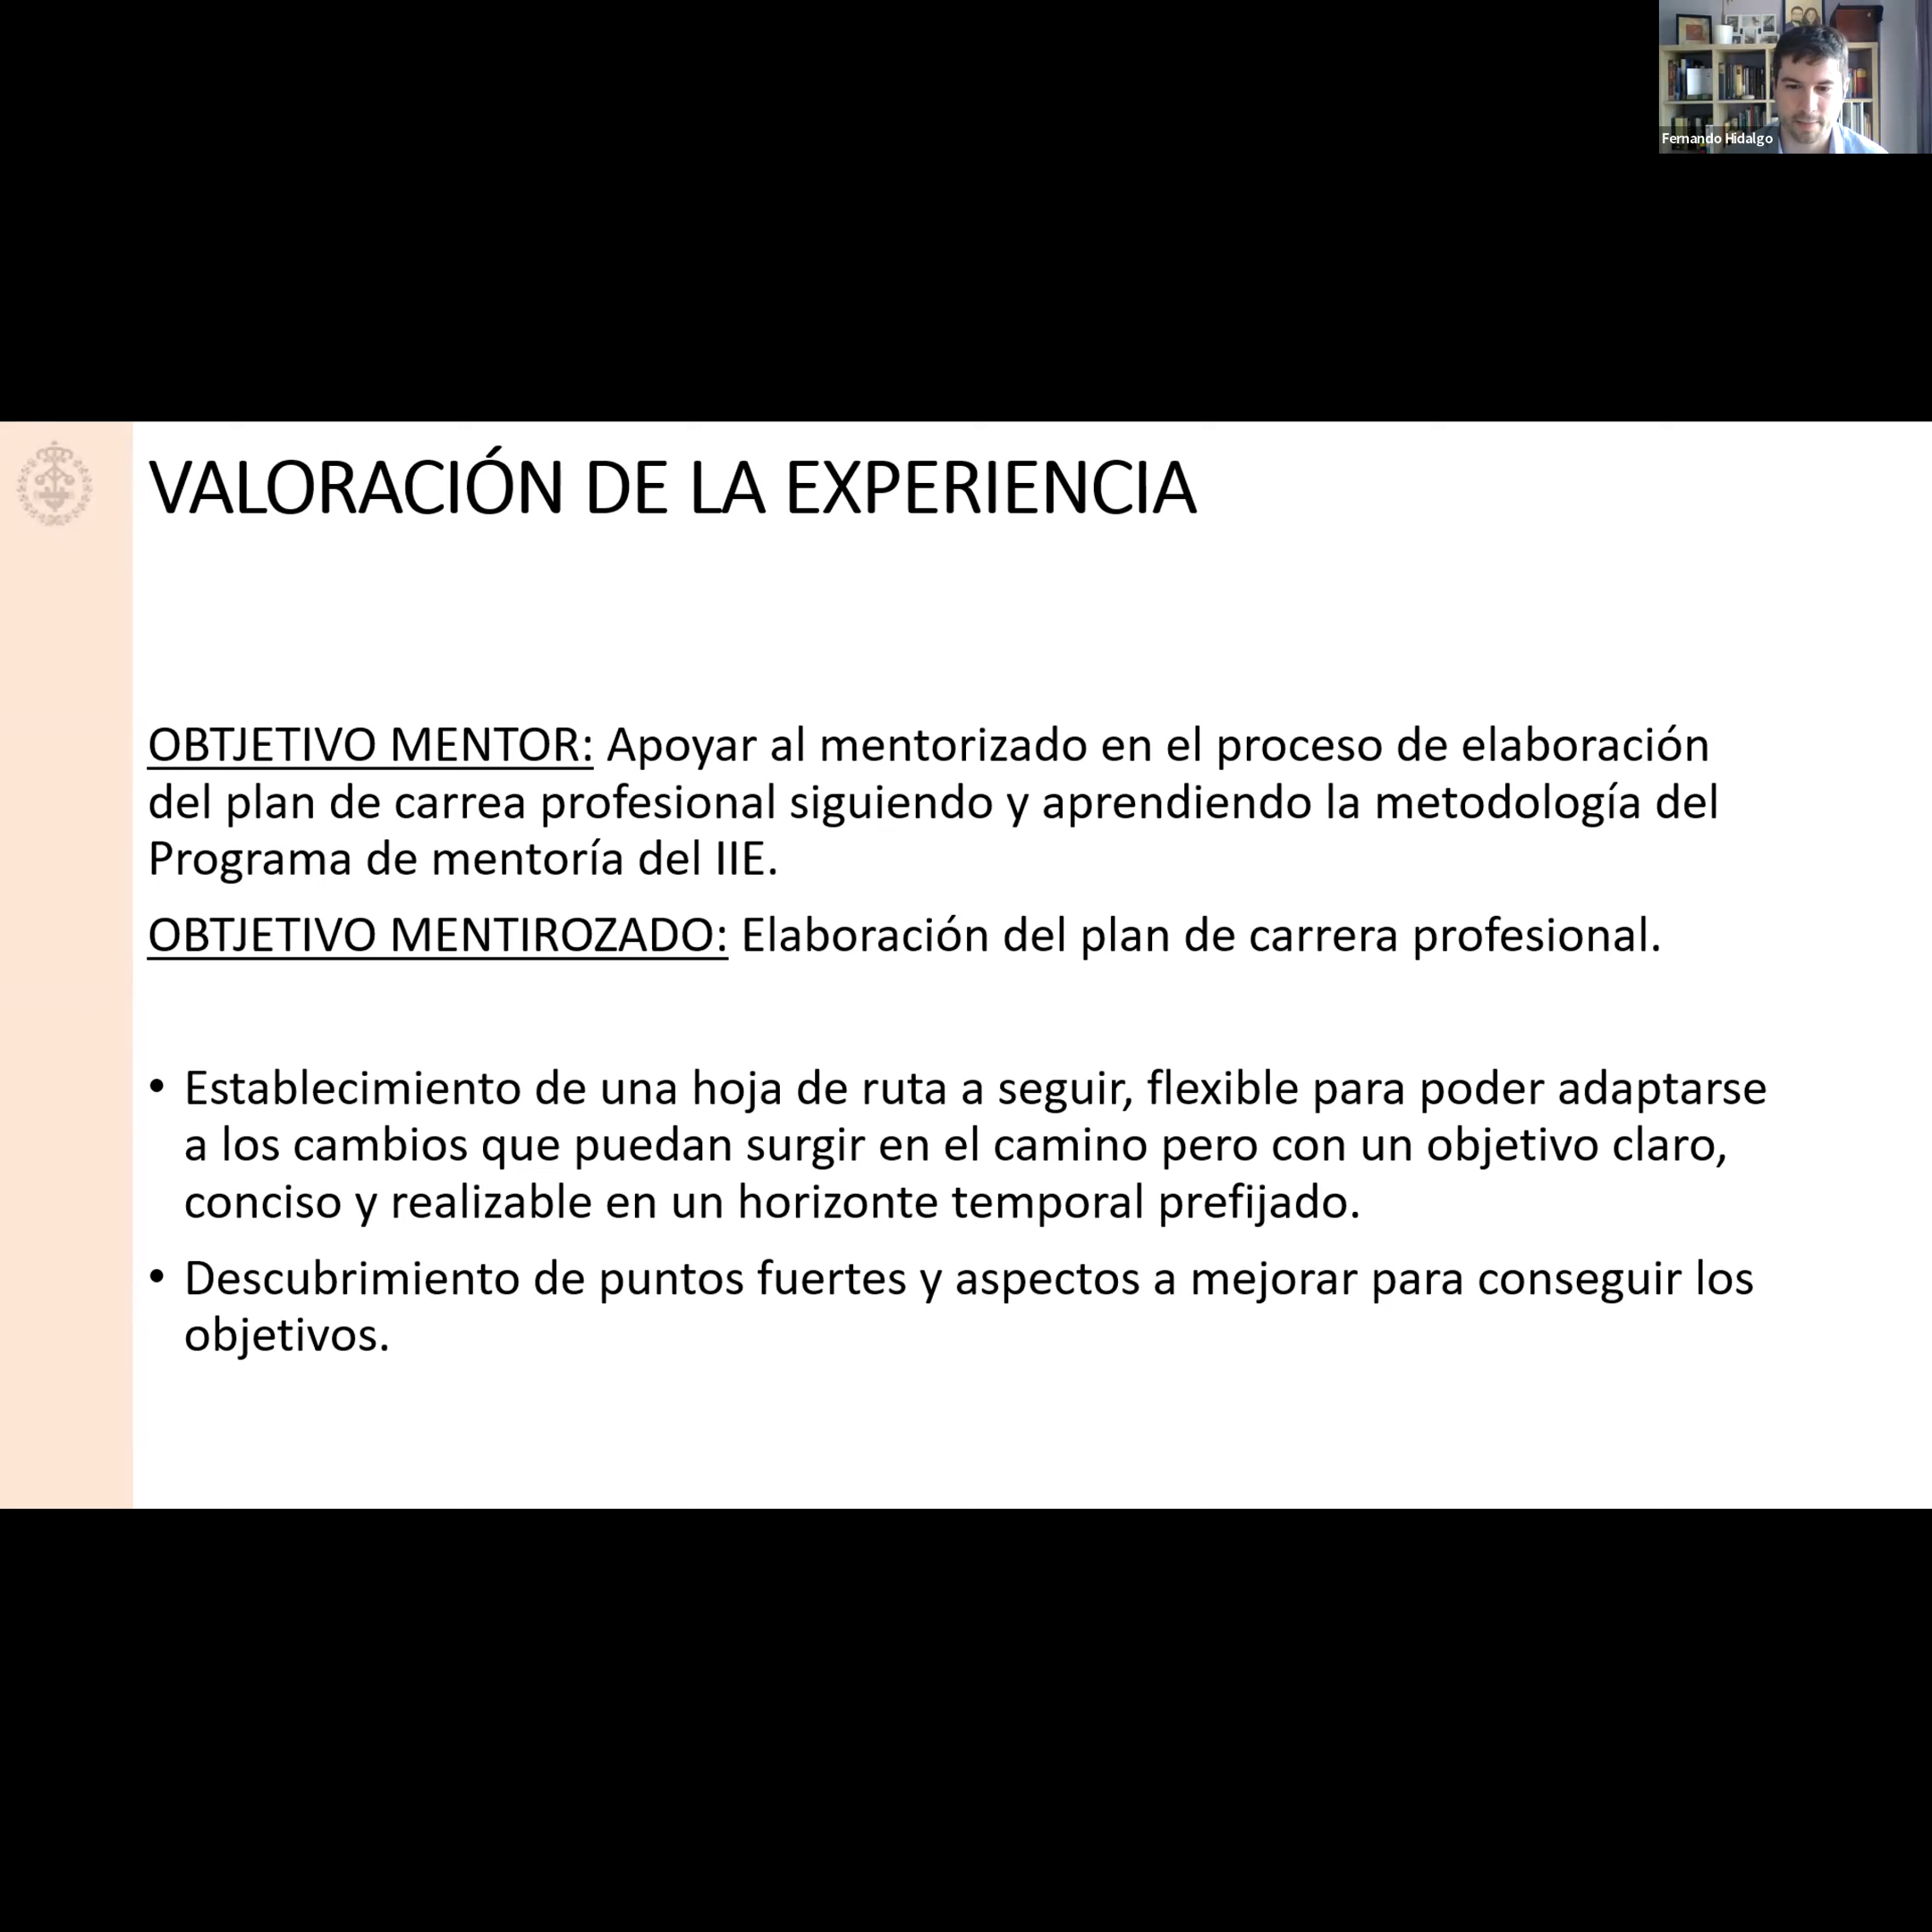 Fernando Hidalgo
VALORACIÓN DE LA EXPERIENCIA
OBTJETIVO MENTOR: Apoyar al mentorizado en el proceso de elaboración
del plan de carrea profesional siguiendo y aprendiendo la metodología del
Programa de mentoría del IIE.
OBTJETIVO MENTIROZADO: Elaboración del plan de carrera profesional.
• Establecimiento de una hoja de ruta a seguir, flexible para poder adaptarse
a los cambios que puedan surgir en el camino pero con un objetivo claro,
conciso y realizable en un horizonte temporal prefijado.
• Descubrimiento de puntos fuertes y aspectos a mejorar para conseguir los
objetivos.